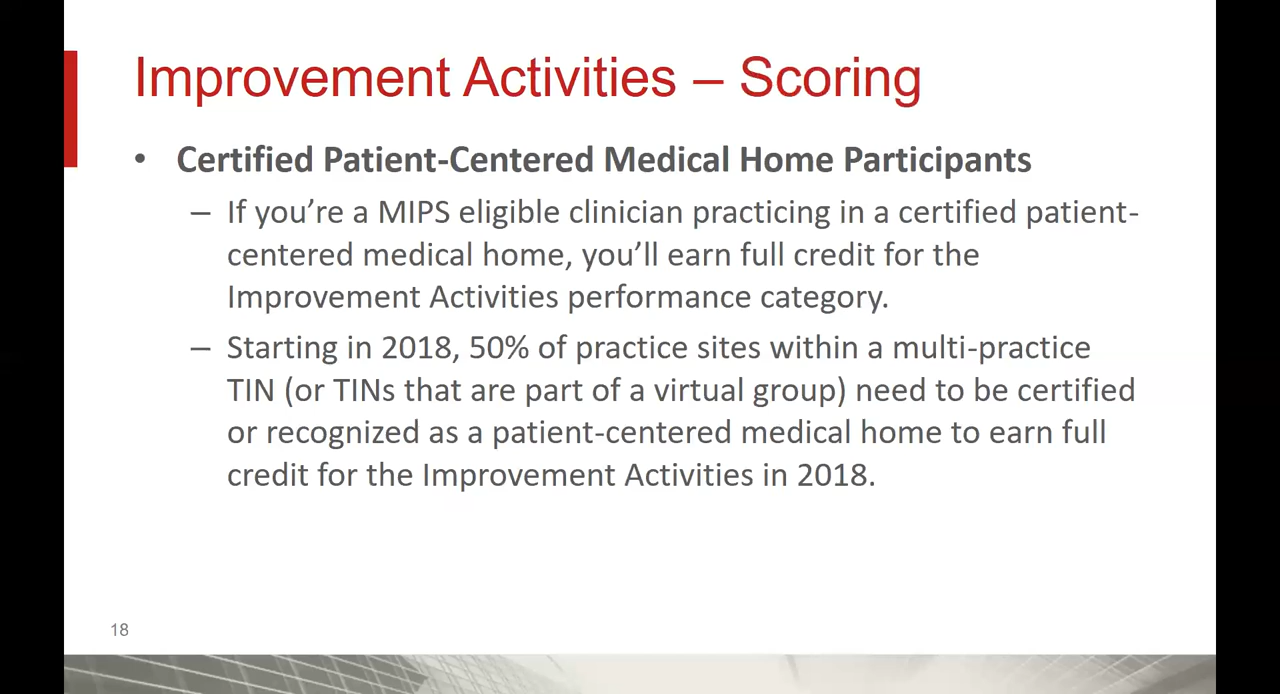 Improvement Activities – Scoring
• Certified Patient-Centered Medical Home Participants
– If you’re a MIPS eligible clinician practicing in a certified patient-
centered medical home, you’ll earn full credit for the
Improvement Activities performance category.
– Starting in 2018, 50% of practice sites within a multi-practice
TIN (or TINs that are part of a virtual group) need to be certified
or recognized as a patient-centered medical home to earn full
credit for the Improvement Activities in 2018.
18